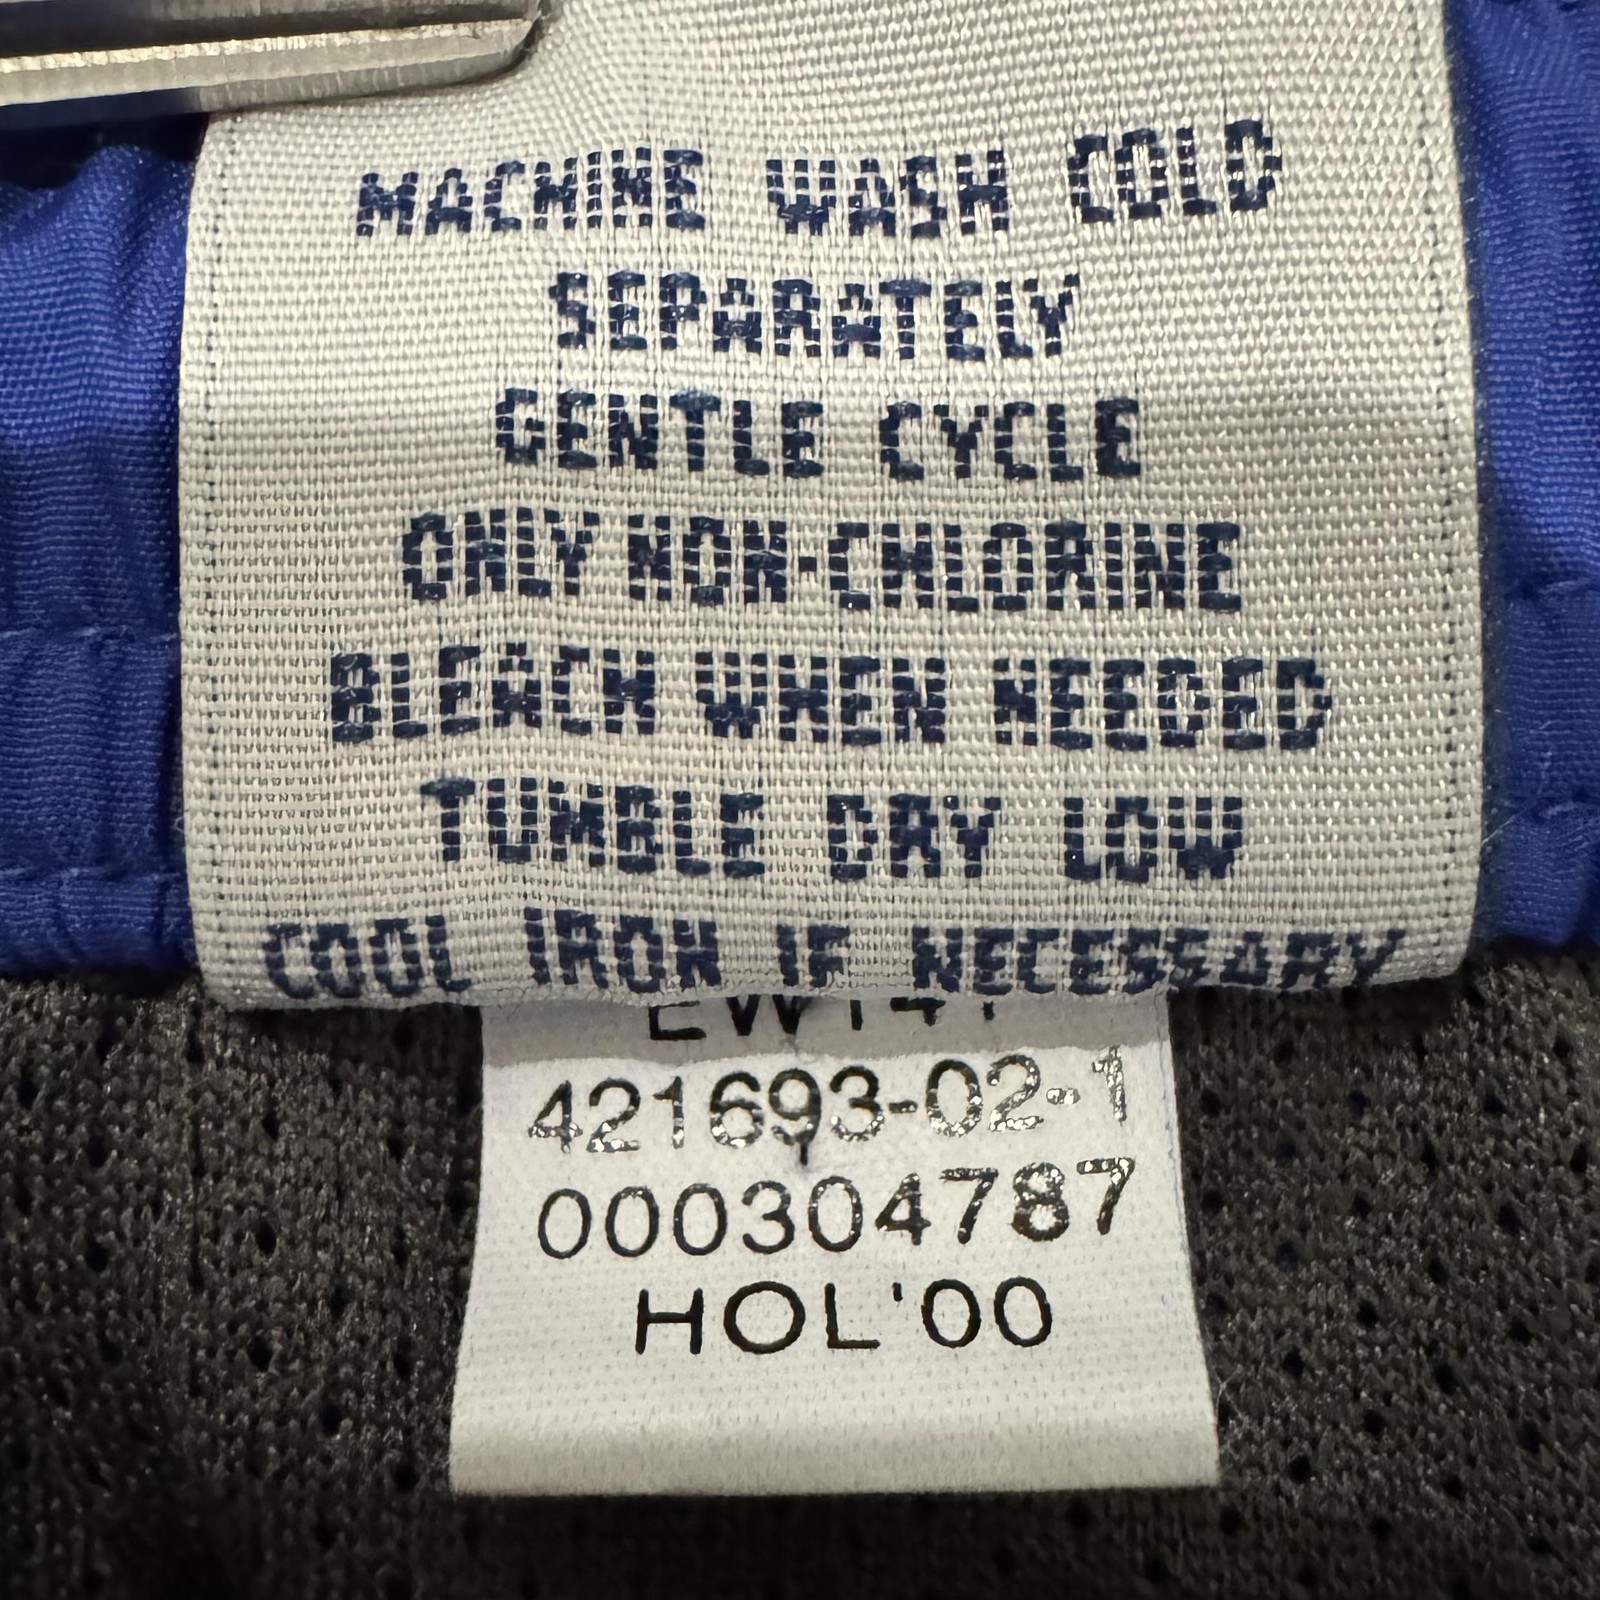 MACHINE WASH COLD
SEPARATELY
GENTLE CYCLE
ONLY NON-CHLORINE
BLEACH WHEN NEEDED
TUMBLE DRY LOW
COOL IRON IF NECESSARY
421693-02-1
000304787
HOL'00